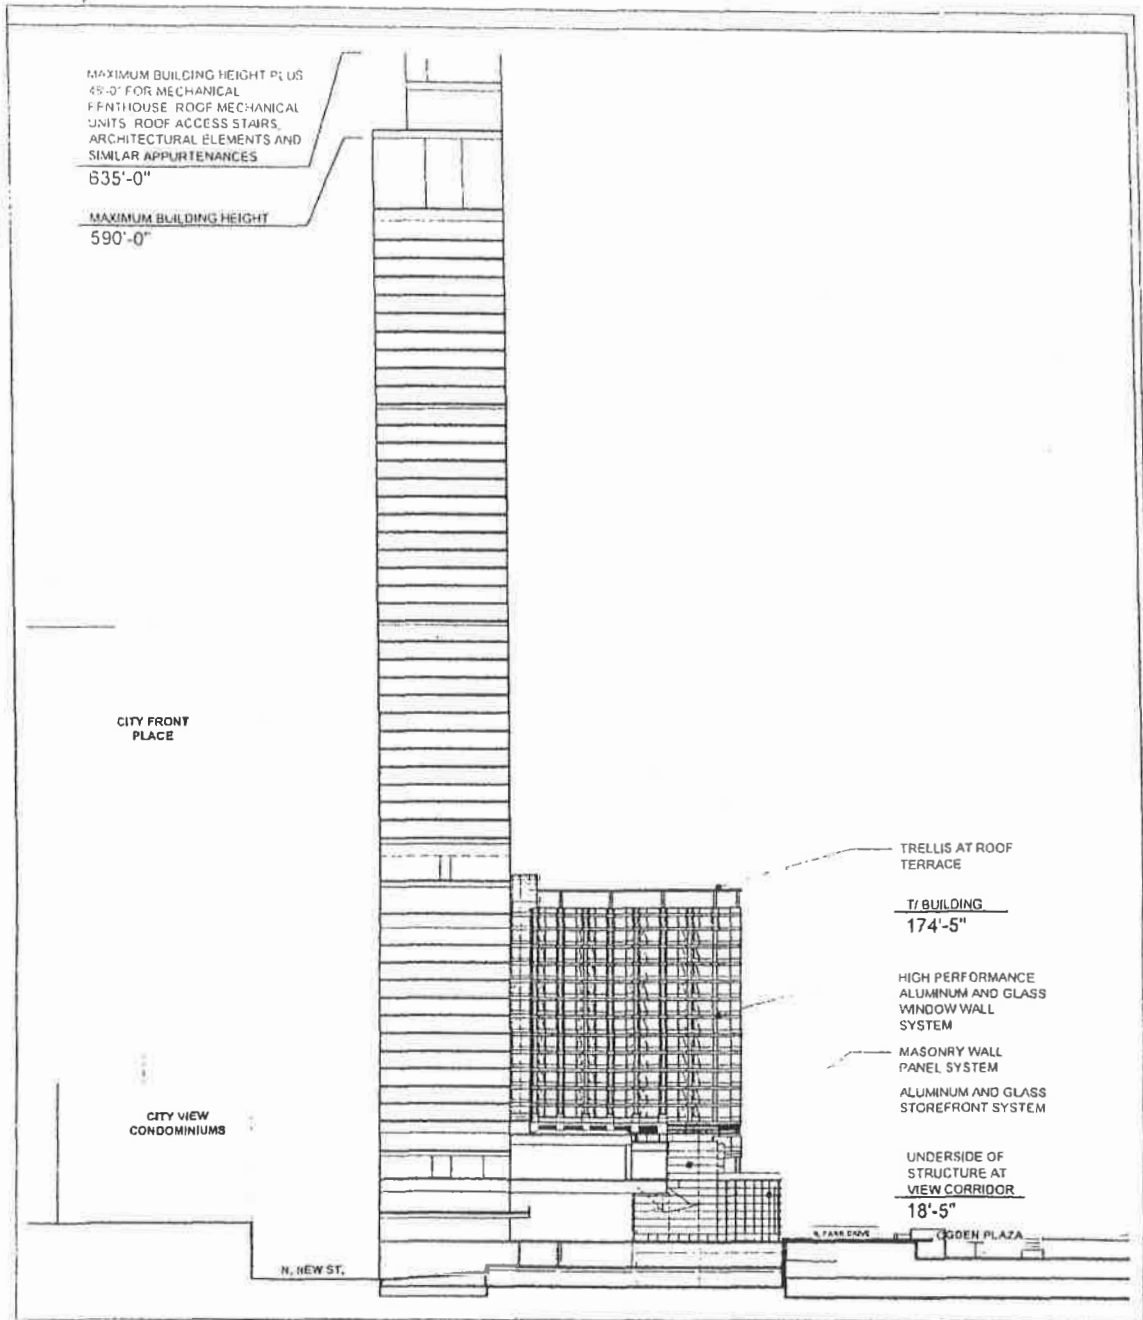 MAXIMUM BUILDING HEIGHT PLUS
45'-0" FOR MECHANICAL
PENTHOUSE ROOF MECHANICAL
UNITS ROOF ACCESS STAIRS,
ARCHITECTURAL ELEMENTS AND
SIMILAR APPURTENANCES
635'-0"
MAXIMUM BUILDING HEIGHT
590'-0"
CITY FRONT
PLACE
TRELLIS AT ROOF
TERRACE
T/ BUILDING
174'-5"
HIGH PERFORMANCE
ALUMINUM AND GLASS
WINDOW WALL
SYSTEM
MASONRY WALL
PANEL SYSTEM
ALUMINUM AND GLASS
STOREFRONT SYSTEM
CITY VIEW
CONDOMINIUMS
UNDERSIDE OF
STRUCTURE AT
VIEW CORRIDOR
18'-5"
N. PARK DRIVE
OGDEN PLAZA
N. NEW ST.